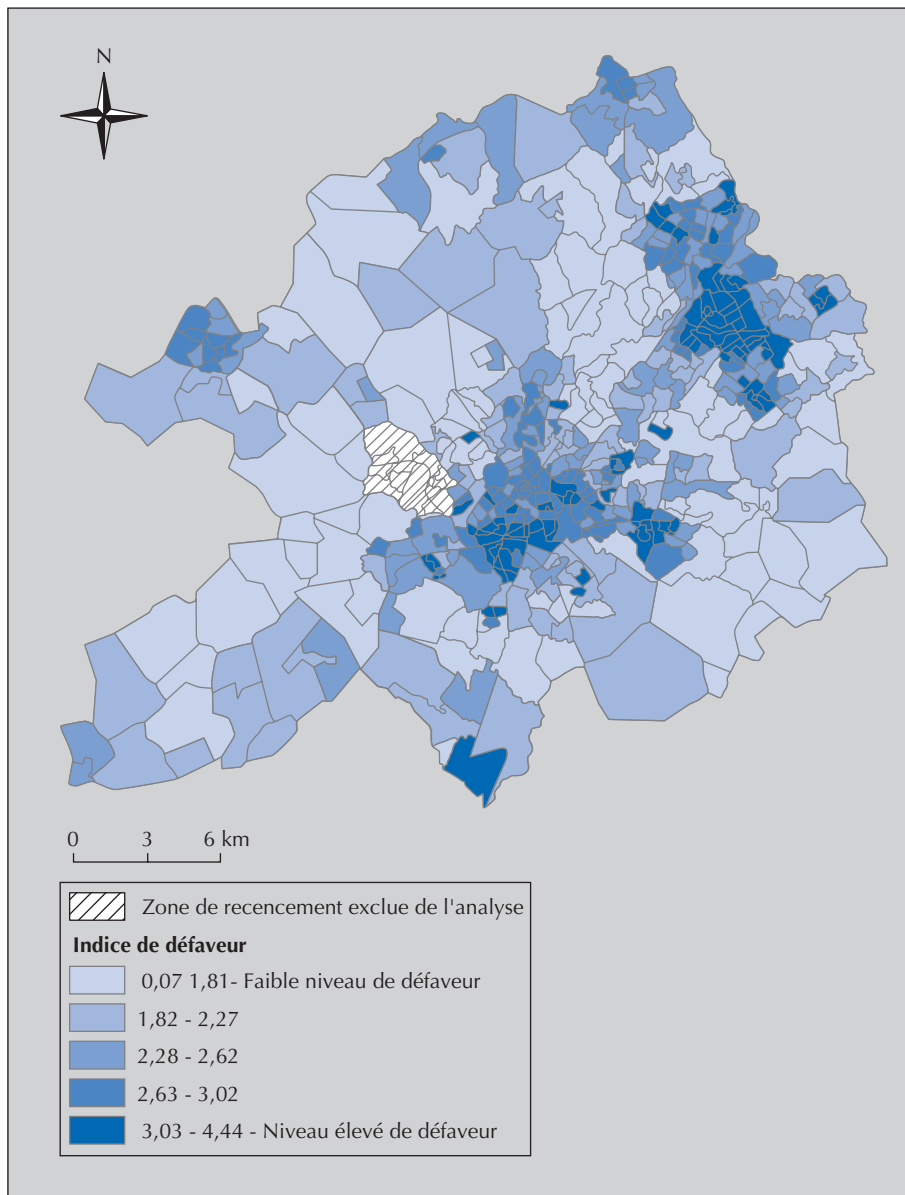 N
0 3 6 km
Zone de recencement exclue de l'analyse
Indice de défaveur
0,07 1,81- Faible niveau de défaveur
1,82 - 2,27
2,28 - 2,62
2,63 - 3,02
3,03 - 4,44 - Niveau élevé de défaveur